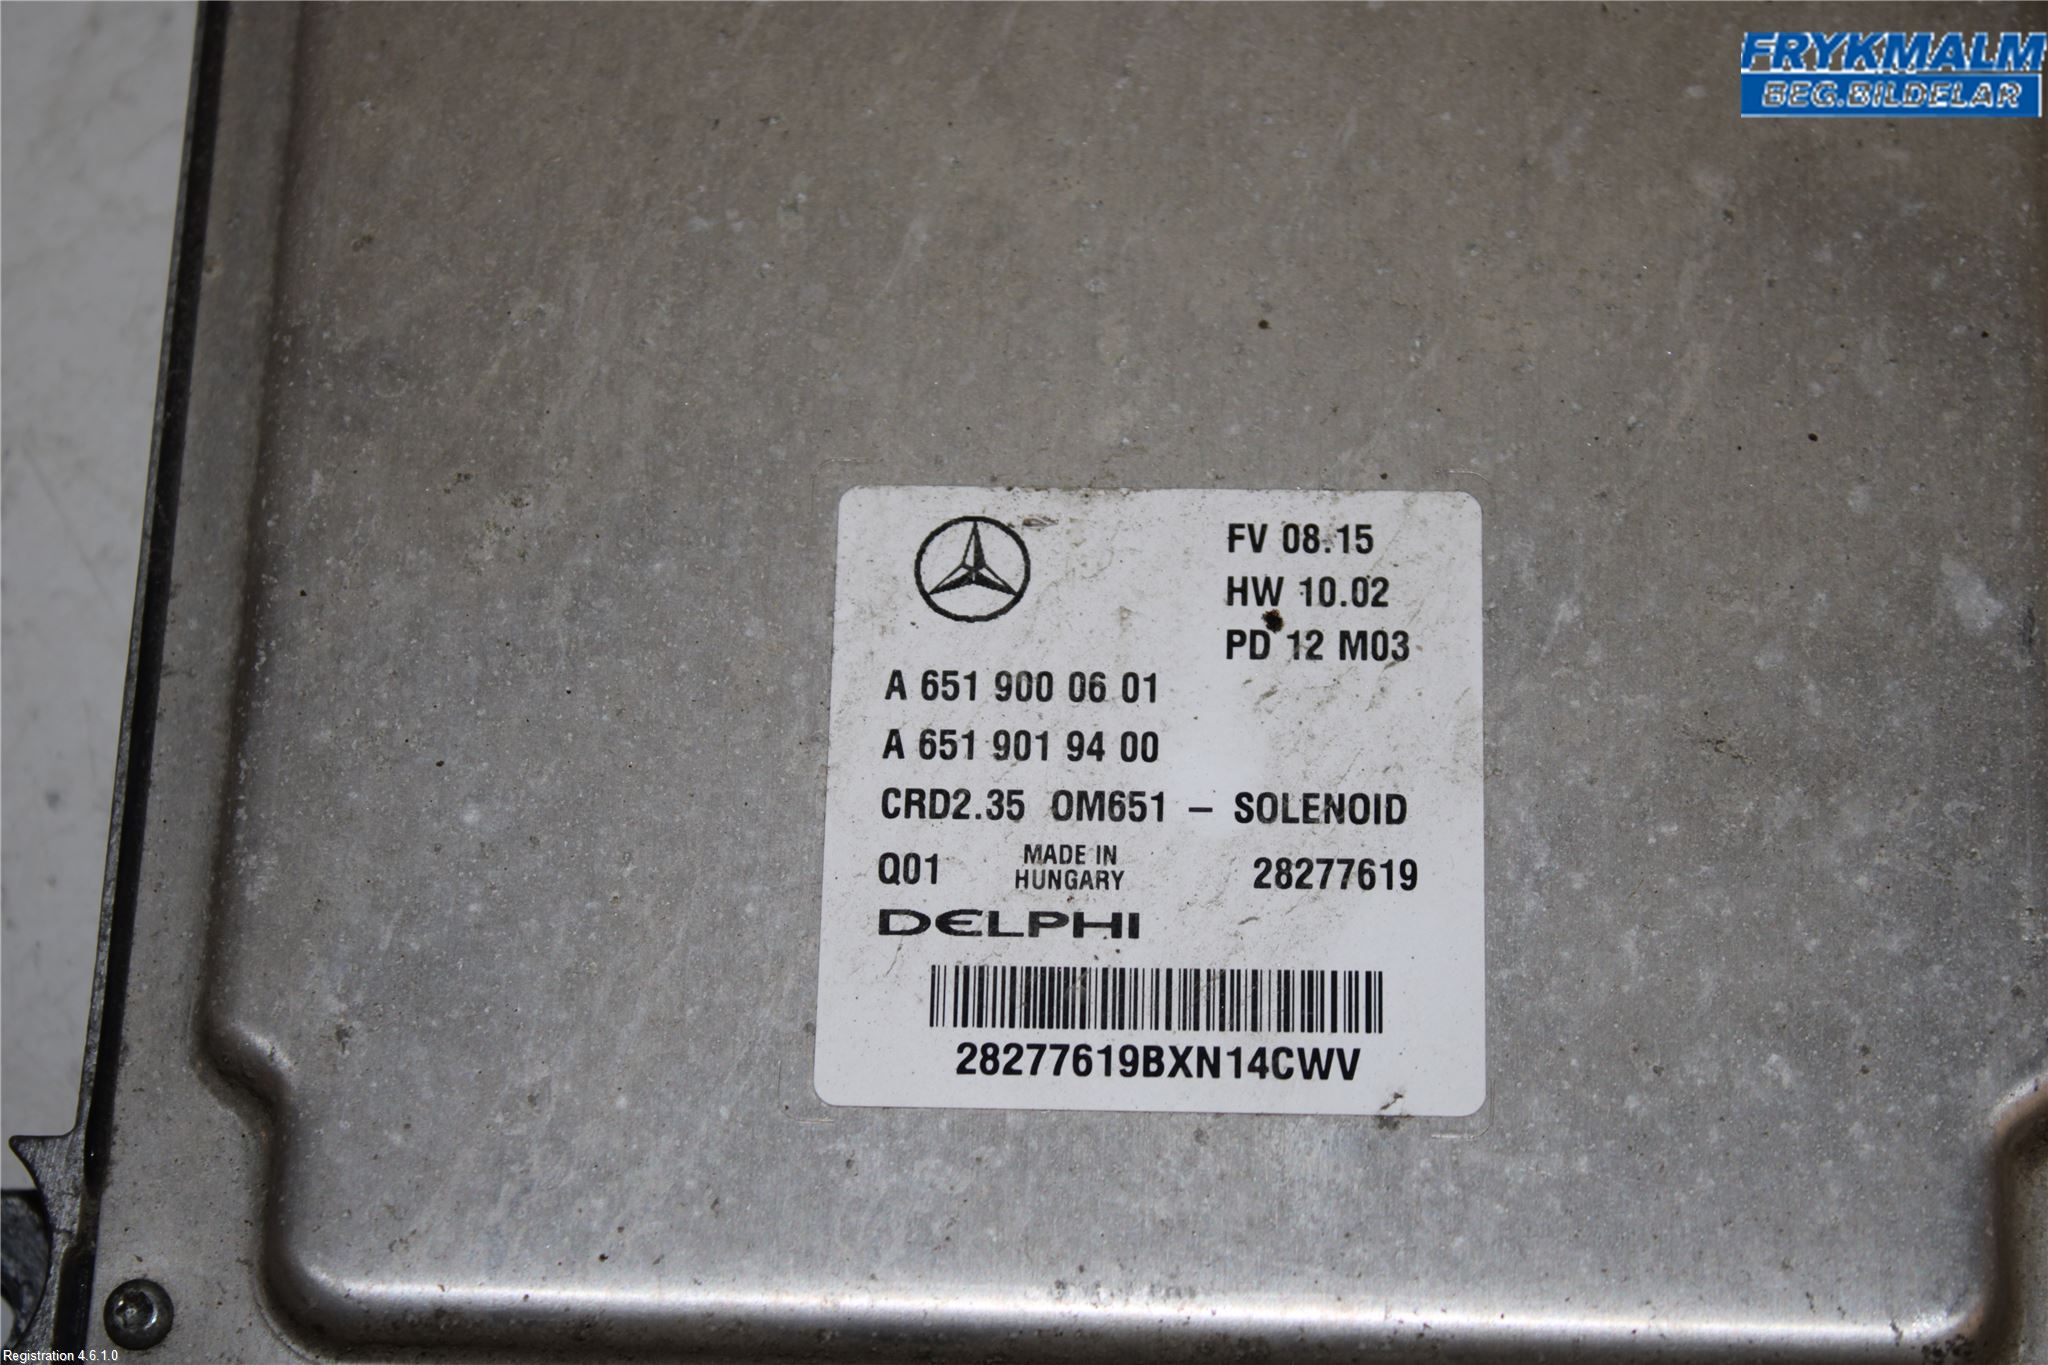 FRYKMALM
BEG.BILDELAR
FV 08.15
HW 10.02
PD 12 M03
A 651 900 06 01
A 651 901 94 00
CRD2.35 OM651 – SOLENOID
Q01 MADE IN HUNGARY 28277619
DELPHI
28277619BXN14CWV
Registration 4.6.1.0